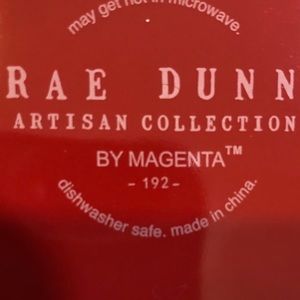 may get hot in microwave.
RAE DUNN
ARTISAN COLLECTION
BY MAGENTA™
- 192 -
dishwasher safe. made in china.